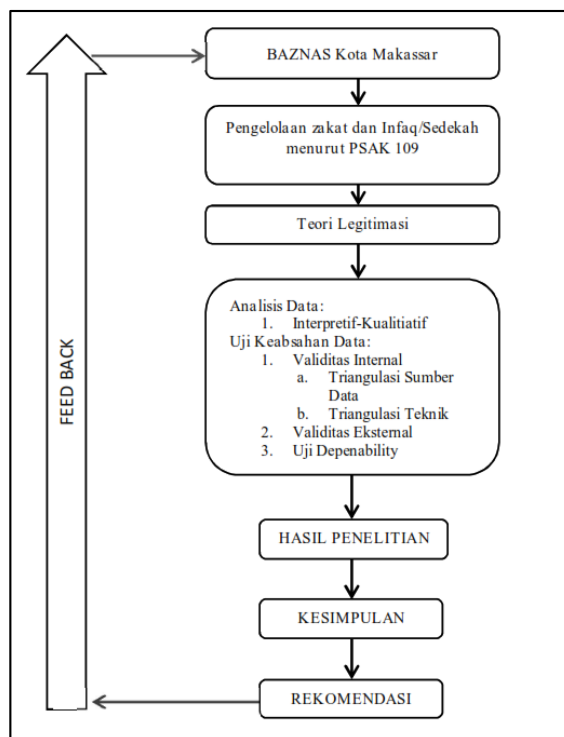 BAZNAS Kota Makassar
Pengelolaan zakat dan Infaq/Sedekah
menurut PSAK 109
Teori Legitimasi
Analisis Data:
1. Interpretif-Kualitiatif
Uji Keabsahan Data:
1. Validitas Internal
a. Triangulasi Sumber
Data
b. Triangulasi Teknik
2. Validitas Eksternal
3. Uji Depenability
HASIL PENELITIAN
KESIMPULAN
REKOMENDASI
FEED BACK